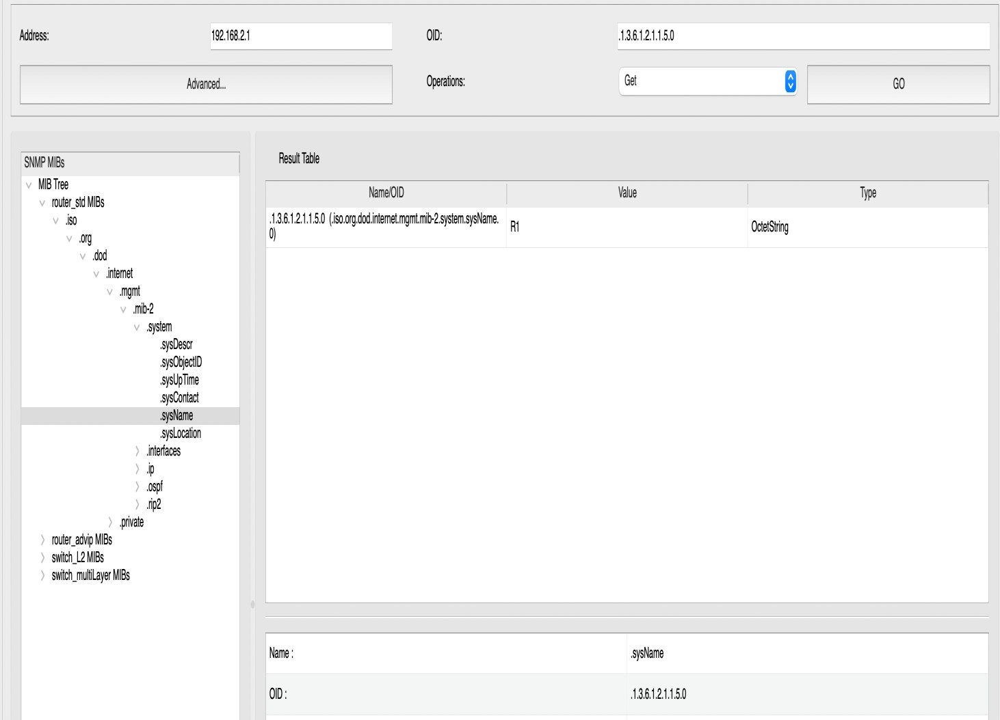 Address:
192.168.2.1
OID:
.1.3.6.1.2.1.1.5.0
Advanced...
Operations:
Get
GO
SNMP MIBs
MIB Tree
router_std MIBs
.iso
.org
.dod
.internet
.mgmt
.mib-2
.system
.sysDescr
.sysObjectID
.sysUpTime
.sysContact
.sysName
.sysLocation
.interfaces
.ip
.ospf
.rip2
.private
router_advip MIBs
switch_L2 MIBs
switch_multiLayer MIBs
Result Table
Name/OID
Value
Type
.1.3.6.1.2.1.1.5.0 (.iso.org.dod.internet.mgmt.mib-2.system.sysName.
0)
R1
OctetString
Name :
.sysName
OID :
.1.3.6.1.2.1.1.5.0